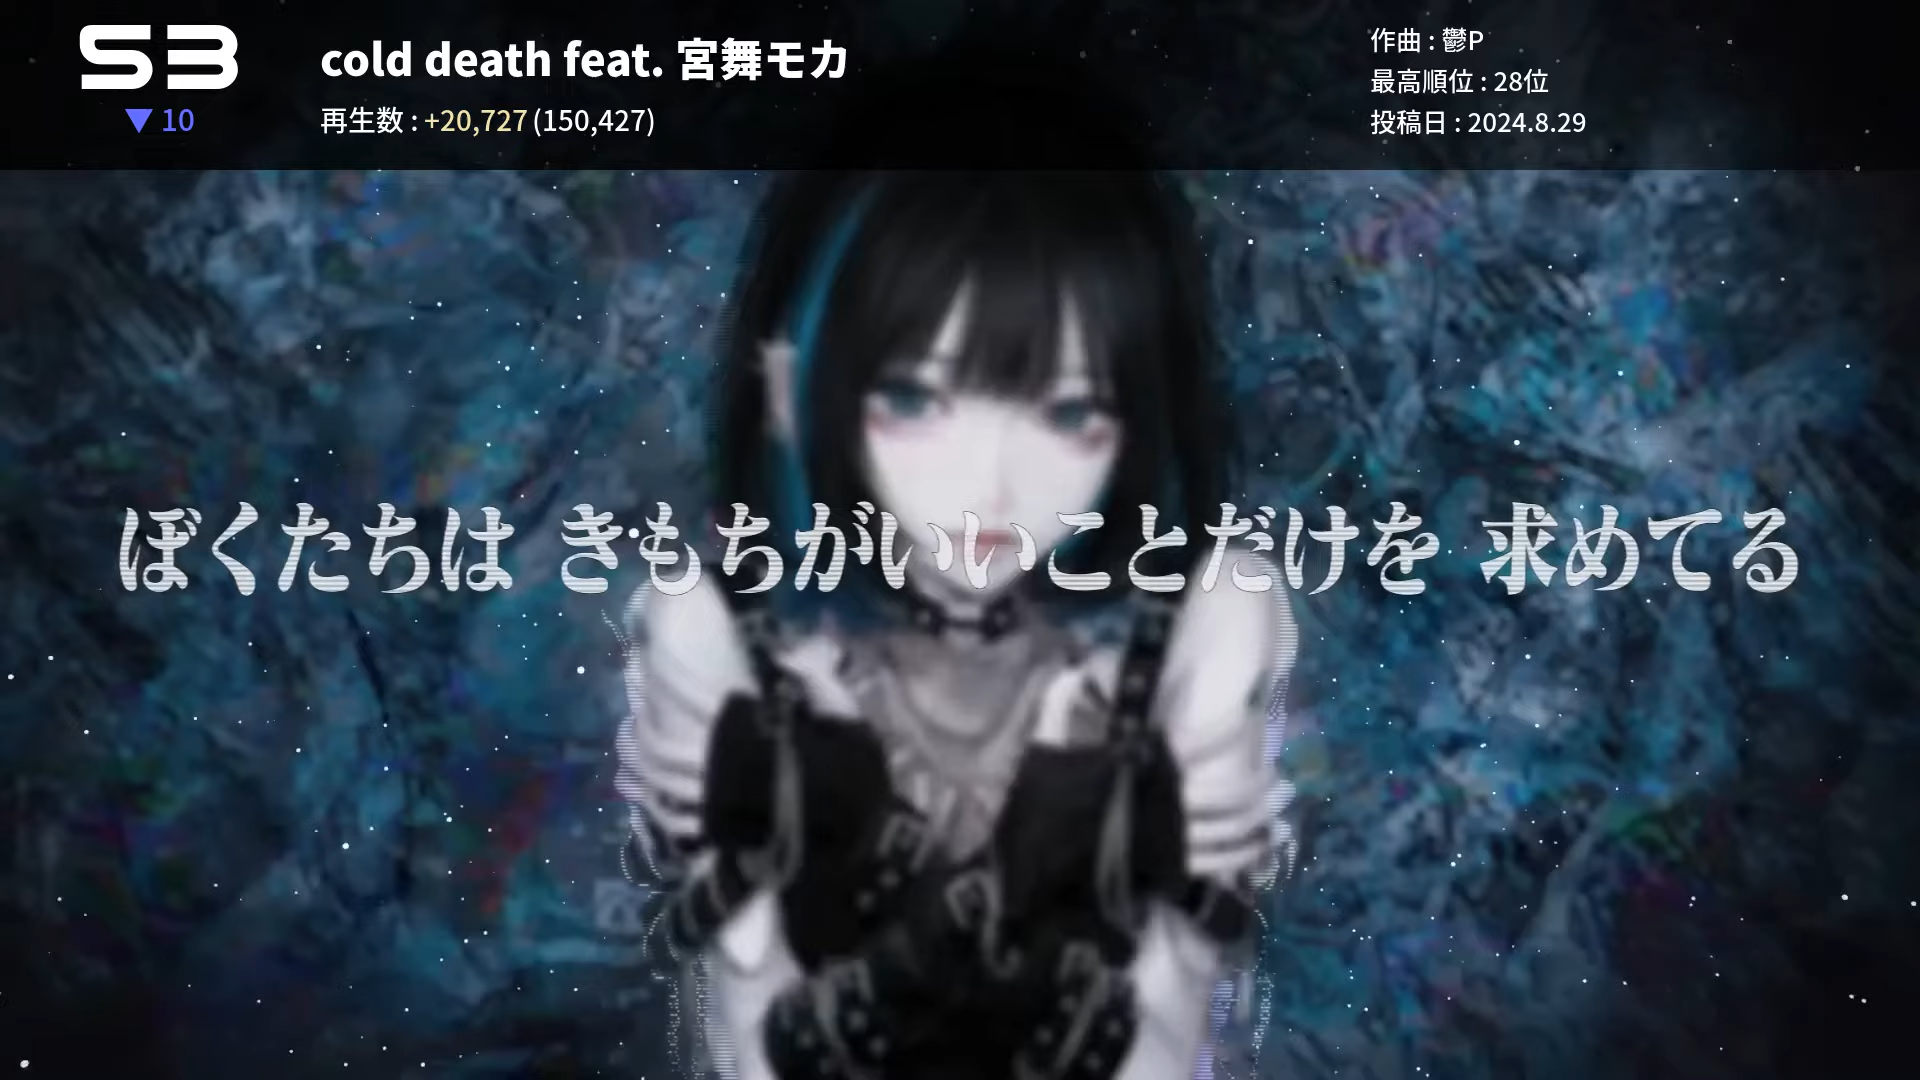 53
▼ 10
cold death feat. 宮舞モカ
再生数 : +20,727 (150,427)
作曲 : 鬱P
最高順位 : 28位
投稿日 : 2024.8.29
ぼくたちは きもちがいいことだけを 求めてる